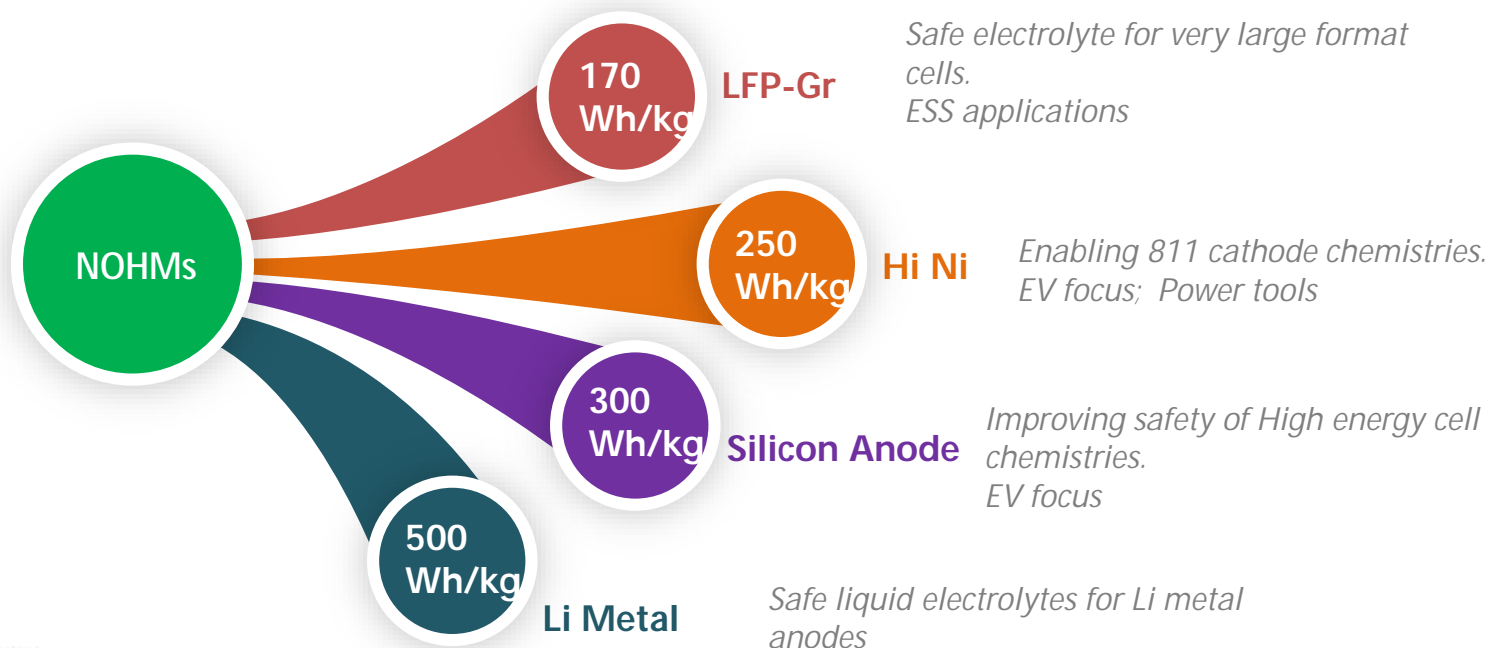 NOHMs
170
Wh/kg
LFP-Gr
Safe electrolyte for very large format
cells.
ESS applications
250
Wh/kg
Hi Ni
Enabling 811 cathode chemistries.
EV focus; Power tools
300
Wh/kg
Silicon Anode
Improving safety of High energy cell
chemistries.
EV focus
500
Wh/kg
Li Metal
Safe liquid electrolytes for Li metal
anodes